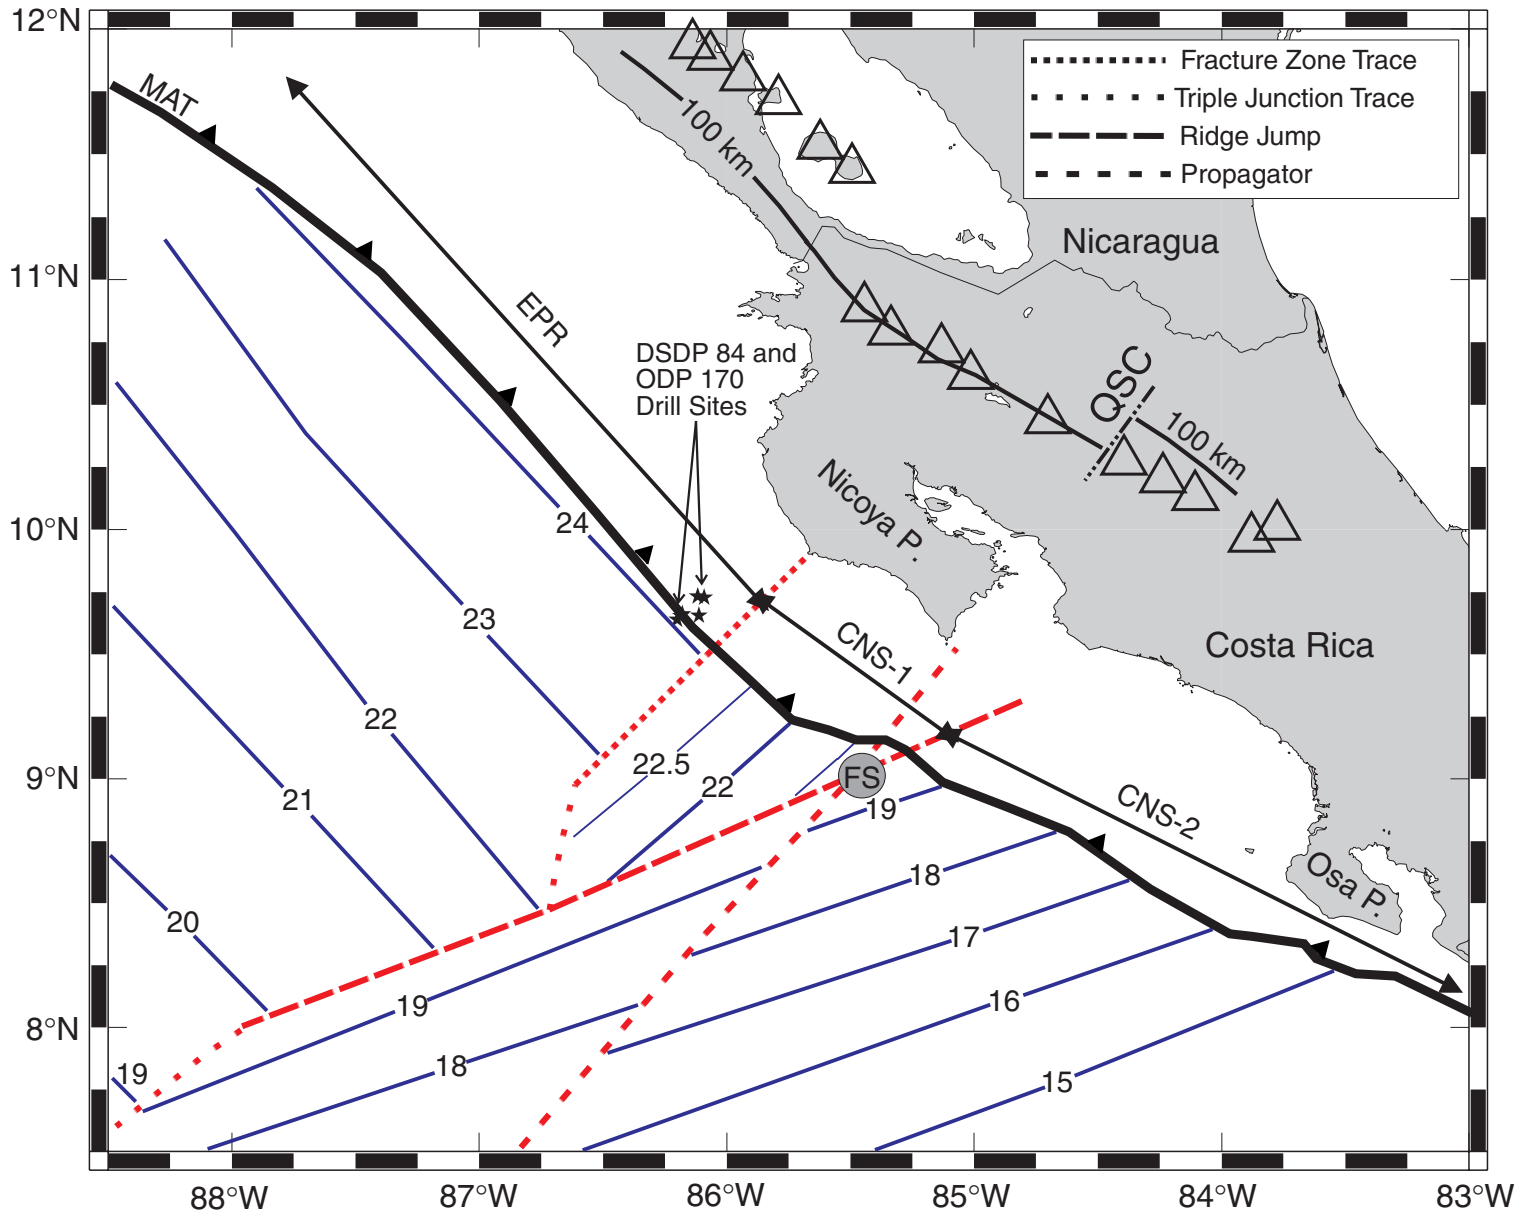 12°N
11°N
10°N
9°N
8°N
88°W
87°W
86°W
85°W
84°W
83°W
Fracture Zone Trace
Triple Junction Trace
Ridge Jump
Propagator
MAT
100 km
Nicaragua
EPR
DSDP 84 and
ODP 170
Drill Sites
QSC
100 km
Nicoya P.
Costa Rica
CNS-1
CNS-2
Osa P.
FS
24
23
22
21
20
19
22.5
22
19
19
18
18
17
16
15